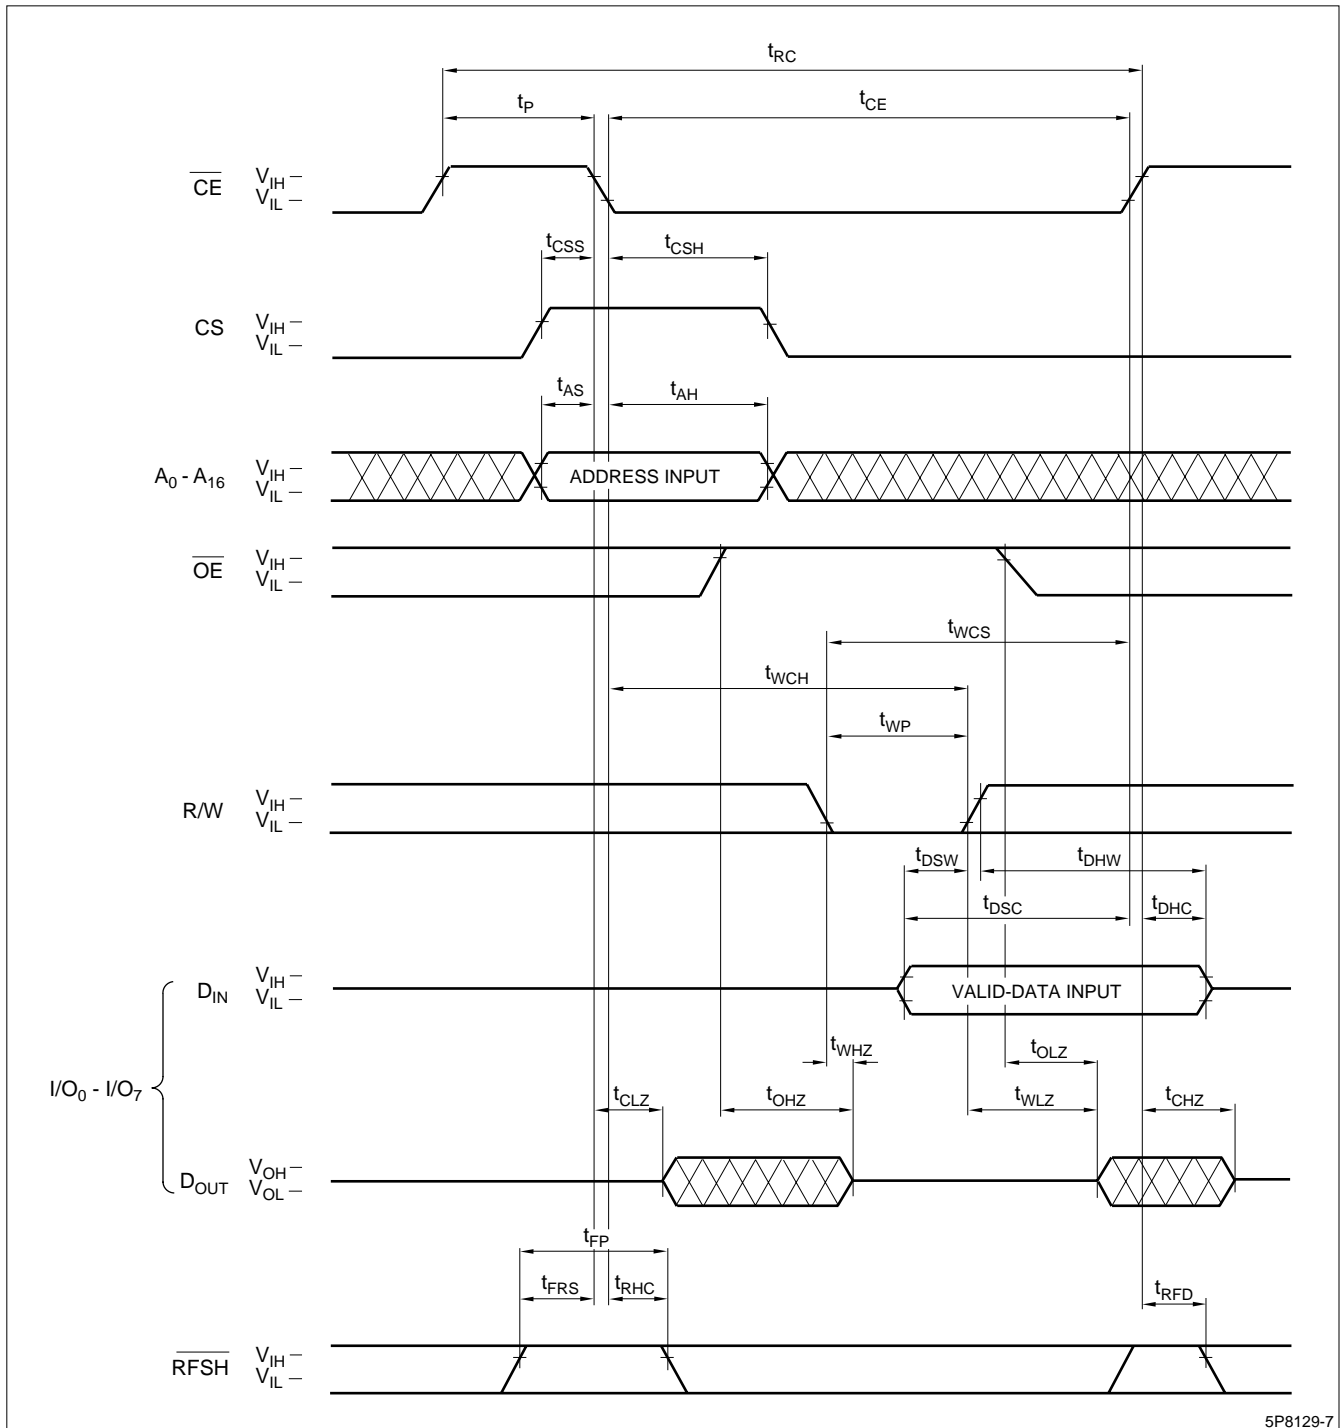 tRC
tP tCE
CE VIH
VIL
tCSS tCSH
CS VIH
VIL
tAS tAH
A0 - A16 VIH
VIL ADDRESS INPUT
OE VIH
VIL
tWCS
tWCH
tWP
R/W VIH
VIL
tDSW tDHW
tDSC tDHC
DIN VIH
VIL VALID-DATA INPUT
tWHZ tOLZ
I/O0 - I/O7
tCLZ tOHZ tWLZ tCHZ
DOUT VOH
VOL
tFP
tFRS tRHC tRFD
RFSH VIH
VIL
5P8129-7